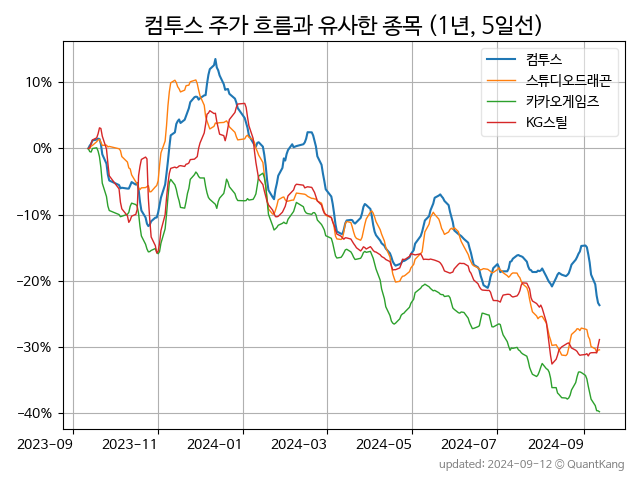 컴투스 주가 흐름과 유사한 종목 (1년, 5일선)
컴투스
스튜디오드래곤
카카오게임즈
KG스틸
10%
0%
−10%
−20%
−30%
−40%
2023-09
2023-11
2024-01
2024-03
2024-05
2024-07
2024-09
updated: 2024-09-12 © QuantKang